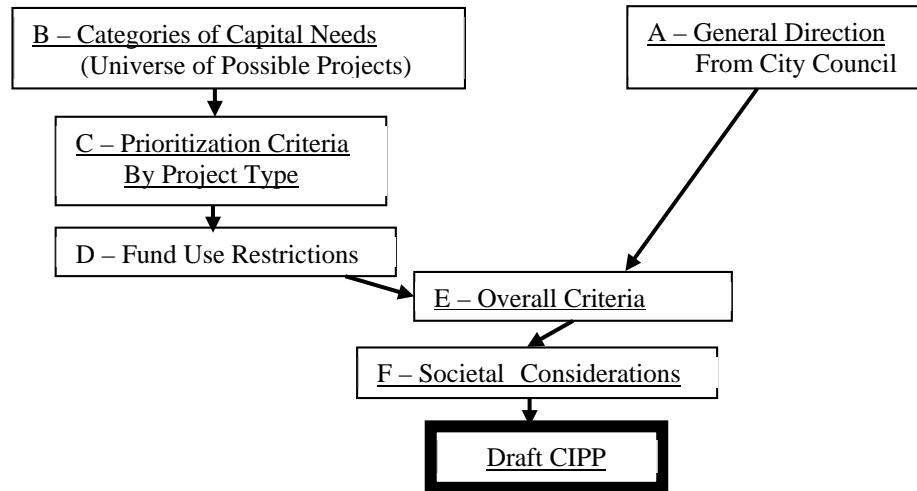 B – Categories of Capital Needs
(Universe of Possible Projects)
A – General Direction
From City Council
C – Prioritization Criteria
By Project Type
D – Fund Use Restrictions
E – Overall Criteria
F – Societal Considerations
Draft CIPP